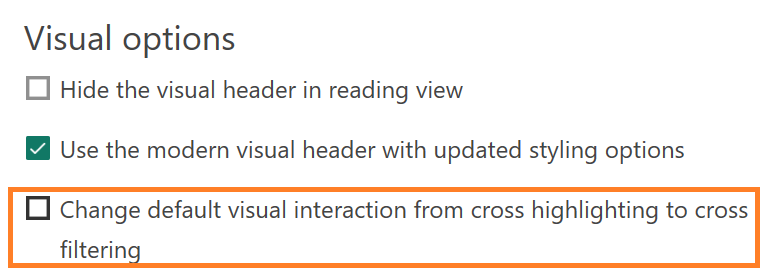 Visual options
Hide the visual header in reading view
Use the modern visual header with updated styling options
Change default visual interaction from cross highlighting to cross
filtering